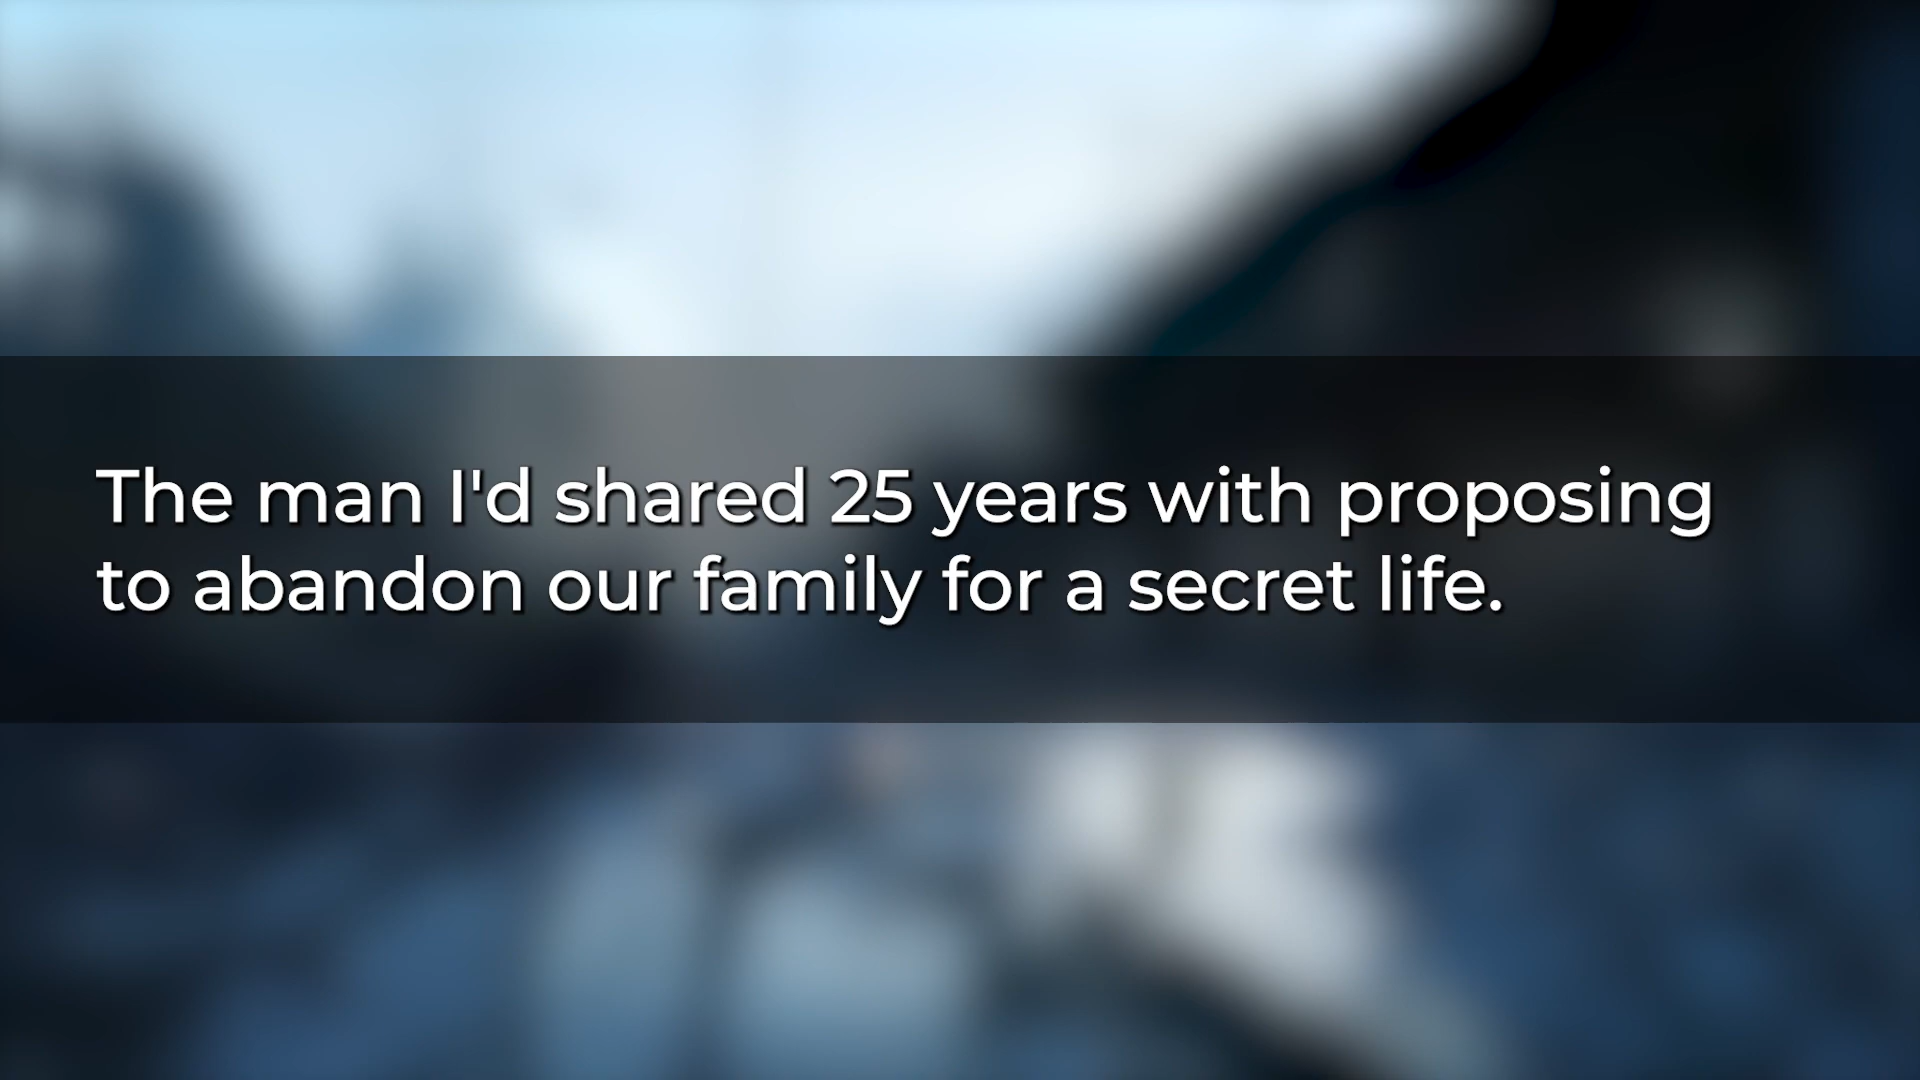 The man I'd shared 25 years with proposing
to abandon our family for a secret life.